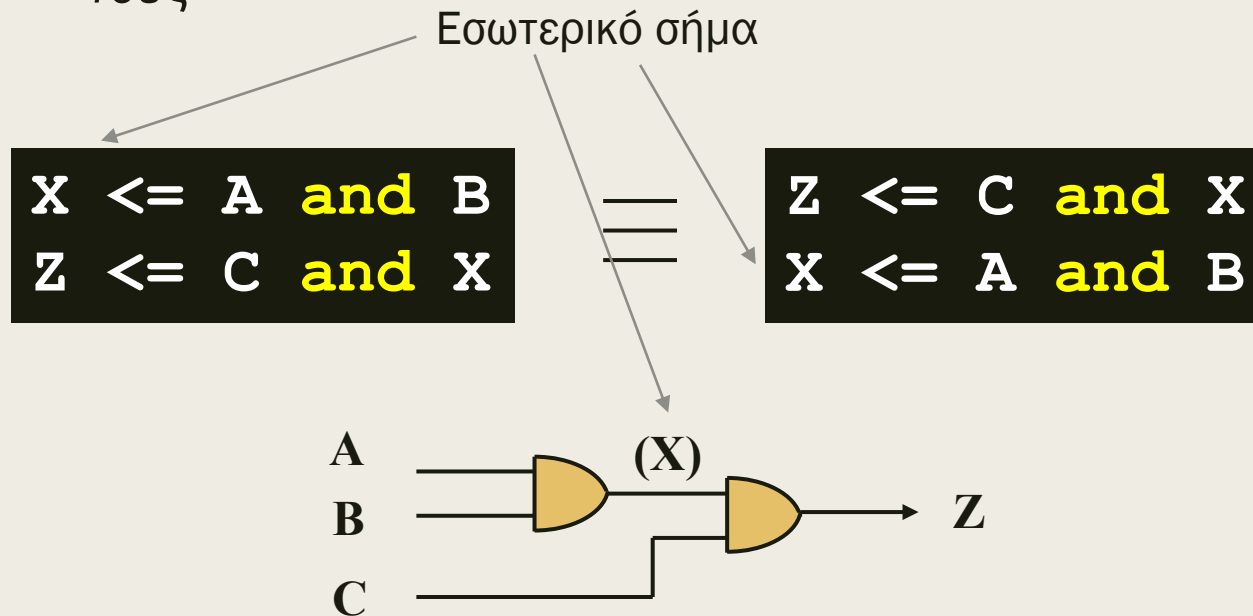 Εσωτερικό σήμα
X <= A and B
Z <= C and X
Z <= C and X
X <= A and B
A
(X)
B
Z
C